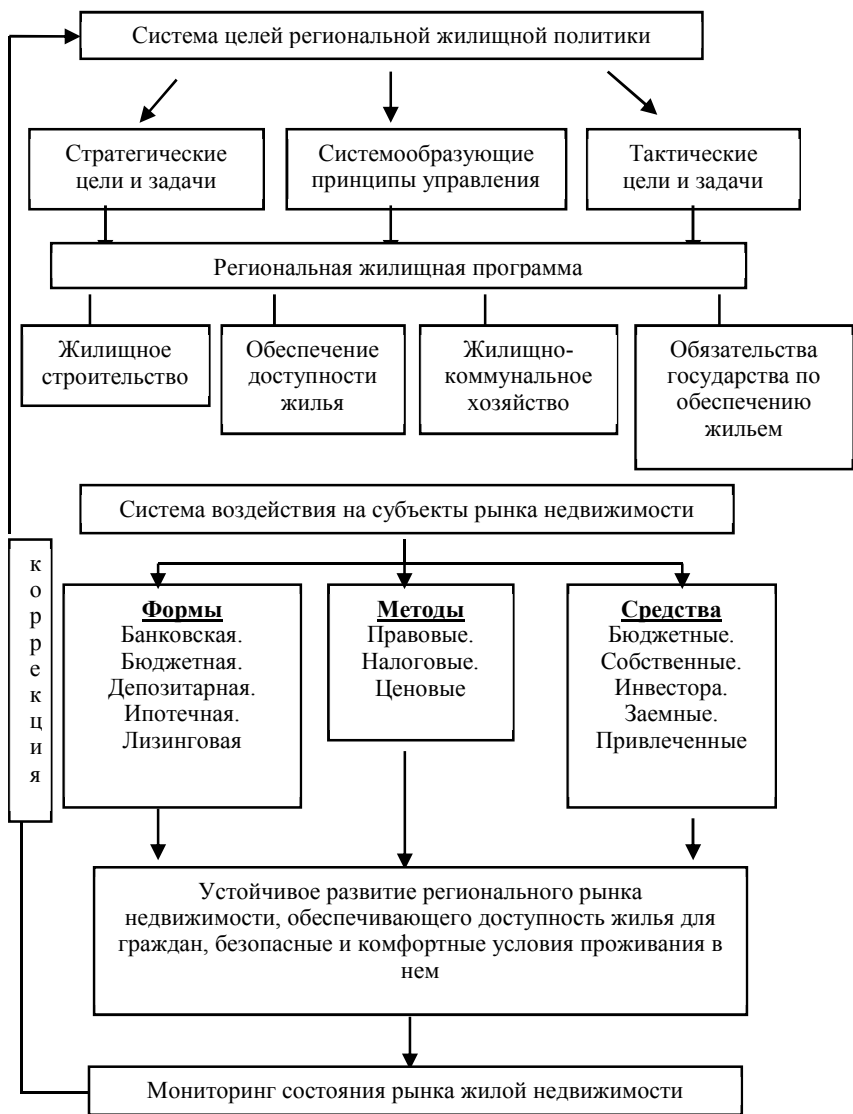 Система целей региональной жилищной политики
Стратегические
цели и задачи
Системообразующие
принципы управления
Тактические
цели и задачи
Региональная жилищная программа
Жилищное
строительство
Обеспечение
доступности
жилья
Жилищно-
коммунальное
хозяйство
Обязательства
государства по
обеспечению
жильем
Система воздействия на субъекты рынка недвижимости
к
о
р
р
е
к
ц
и
я
Формы
Банковская.
Бюджетная.
Депозитарная.
Ипотечная.
Лизинговая
Методы
Правовые.
Налоговые.
Ценовые
Средства
Бюджетные.
Собственные.
Инвестора.
Заемные.
Привлеченные
Устойчивое развитие регионального рынка
недвижимости, обеспечивающего доступность жилья для
граждан, безопасные и комфортные условия проживания в
нем
Мониторинг состояния рынка жилой недвижимости